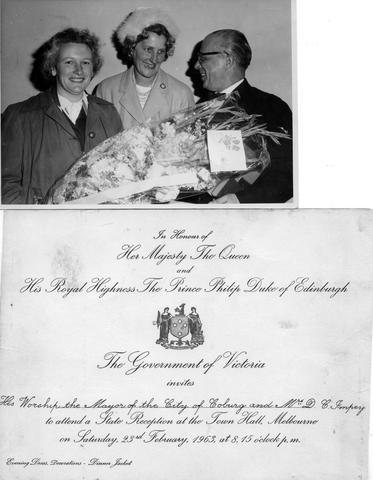 In Honour of
Her Majesty The Queen
and
His Royal Highness The Prince Philip Duke of Edinburgh
The Government of Victoria
invites
His Worship the Mayor of the City of Coburg and Mrs D. C. Impey
to attend a State Reception at the Town Hall, Melbourne
on Saturday, 23rd February, 1963, at 8.15 o'clock p.m.
Evening Dress, Decorations - Dinner Jacket